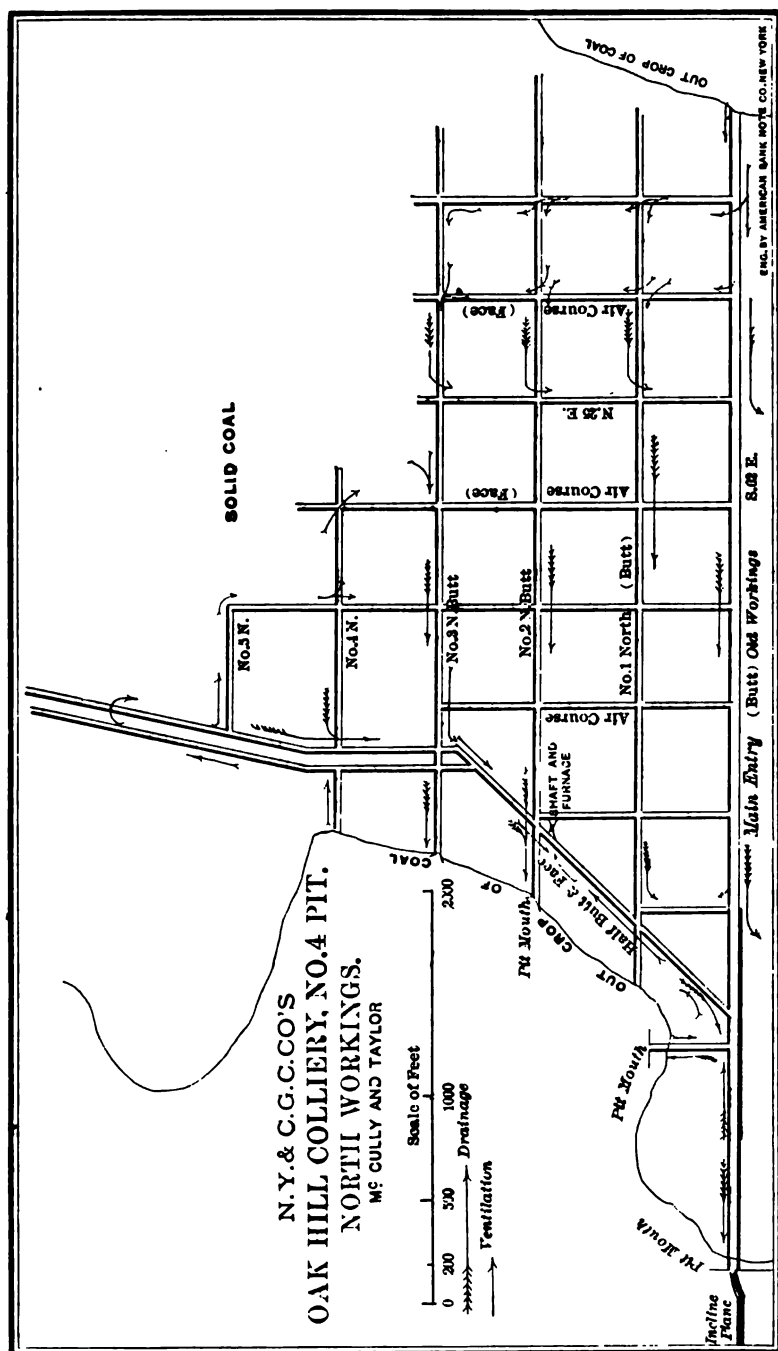 N.Y.& C.G.C.CO'S
OAK HILL COLLIERY, NO.4 PIT.
NORTH WORKINGS.
Mc CULLY AND TAYLOR
Scale of Feet
0 200 500 1000 2000
Drainage
Ventilation
SOLID COAL
No.5 N.
No.4 N.
No.3 N. Butt
No.2 N. Butt
No.1 North (Butt)
Air Course (Face)
Air Course (Face)
N.25 E.
Air Course
SHAFT AND
FURNACE
Half Butt & Face
OUT CROP OF COAL
Pit Mouth
Pit Mouth
Pit Mouth
Incline
Plane
Main Entry (Butt) Old Workings
OUT CROP OF COAL
ENG. BY AMERICAN BANK NOTE CO. NEW YORK